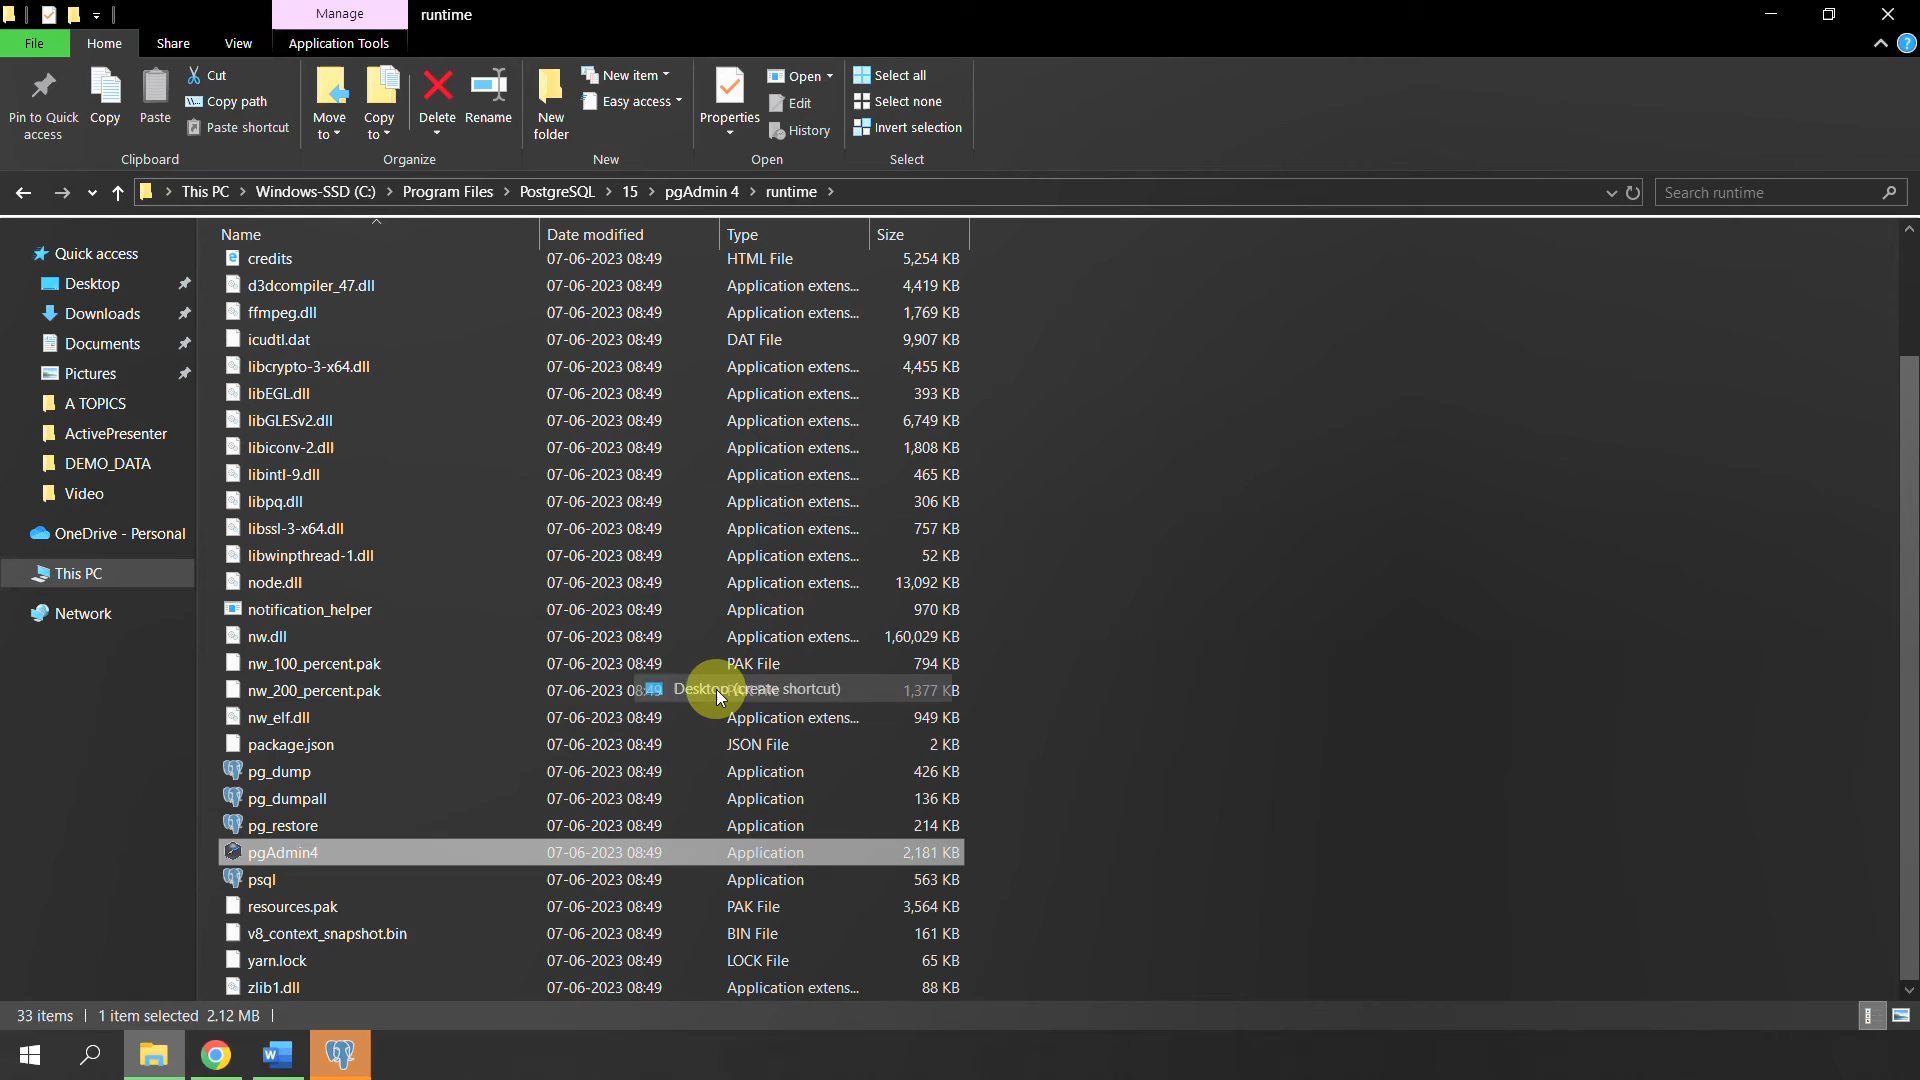 Manage
runtime
File
Home
Share
View
Application Tools
Pin to Quick access
Copy
Paste
Cut
Copy path
Paste shortcut
Move to
Copy to
Delete
Rename
New folder
New item
Easy access
Properties
Open
Edit
History
Select all
Select none
Invert selection
Clipboard
Organize
New
Open
Select
This PC > Windows-SSD (C:) > Program Files > PostgreSQL > 15 > pgAdmin 4 > runtime >
Search runtime
Quick access
Desktop
Downloads
Documents
Pictures
A TOPICS
ActivePresenter
DEMO_DATA
Video
OneDrive - Personal
This PC
Network
Name Date modified Type Size
credits 07-06-2023 08:49 HTML File 5,254 KB
d3dcompiler_47.dll 07-06-2023 08:49 Application extens... 4,419 KB
ffmpeg.dll 07-06-2023 08:49 Application extens... 1,769 KB
icudtl.dat 07-06-2023 08:49 DAT File 9,907 KB
libcrypto-3-x64.dll 07-06-2023 08:49 Application extens... 4,455 KB
libEGL.dll 07-06-2023 08:49 Application extens... 393 KB
libGLESv2.dll 07-06-2023 08:49 Application extens... 6,749 KB
libiconv-2.dll 07-06-2023 08:49 Application extens... 1,808 KB
libintl-9.dll 07-06-2023 08:49 Application extens... 465 KB
libpq.dll 07-06-2023 08:49 Application extens... 306 KB
libssl-3-x64.dll 07-06-2023 08:49 Application extens... 757 KB
libwinpthread-1.dll 07-06-2023 08:49 Application extens... 52 KB
node.dll 07-06-2023 08:49 Application extens... 13,092 KB
notification_helper 07-06-2023 08:49 Application 970 KB
nw.dll 07-06-2023 08:49 Application extens... 1,60,029 KB
nw_100_percent.pak 07-06-2023 08:49 PAK File 794 KB
nw_200_percent.pak 07-06-2023 08:49 PAK File 1,377 KB
Desktop (create shortcut)
nw_elf.dll 07-06-2023 08:49 Application extens... 949 KB
package.json 07-06-2023 08:49 JSON File 2 KB
pg_dump 07-06-2023 08:49 Application 426 KB
pg_dumpall 07-06-2023 08:49 Application 136 KB
pg_restore 07-06-2023 08:49 Application 214 KB
pgAdmin4 07-06-2023 08:49 Application 2,181 KB
psql 07-06-2023 08:49 Application 563 KB
resources.pak 07-06-2023 08:49 PAK File 3,564 KB
v8_context_snapshot.bin 07-06-2023 08:49 BIN File 161 KB
yarn.lock 07-06-2023 08:49 LOCK File 65 KB
zlib1.dll 07-06-2023 08:49 Application extens... 88 KB
33 items 1 item selected 2.12 MB